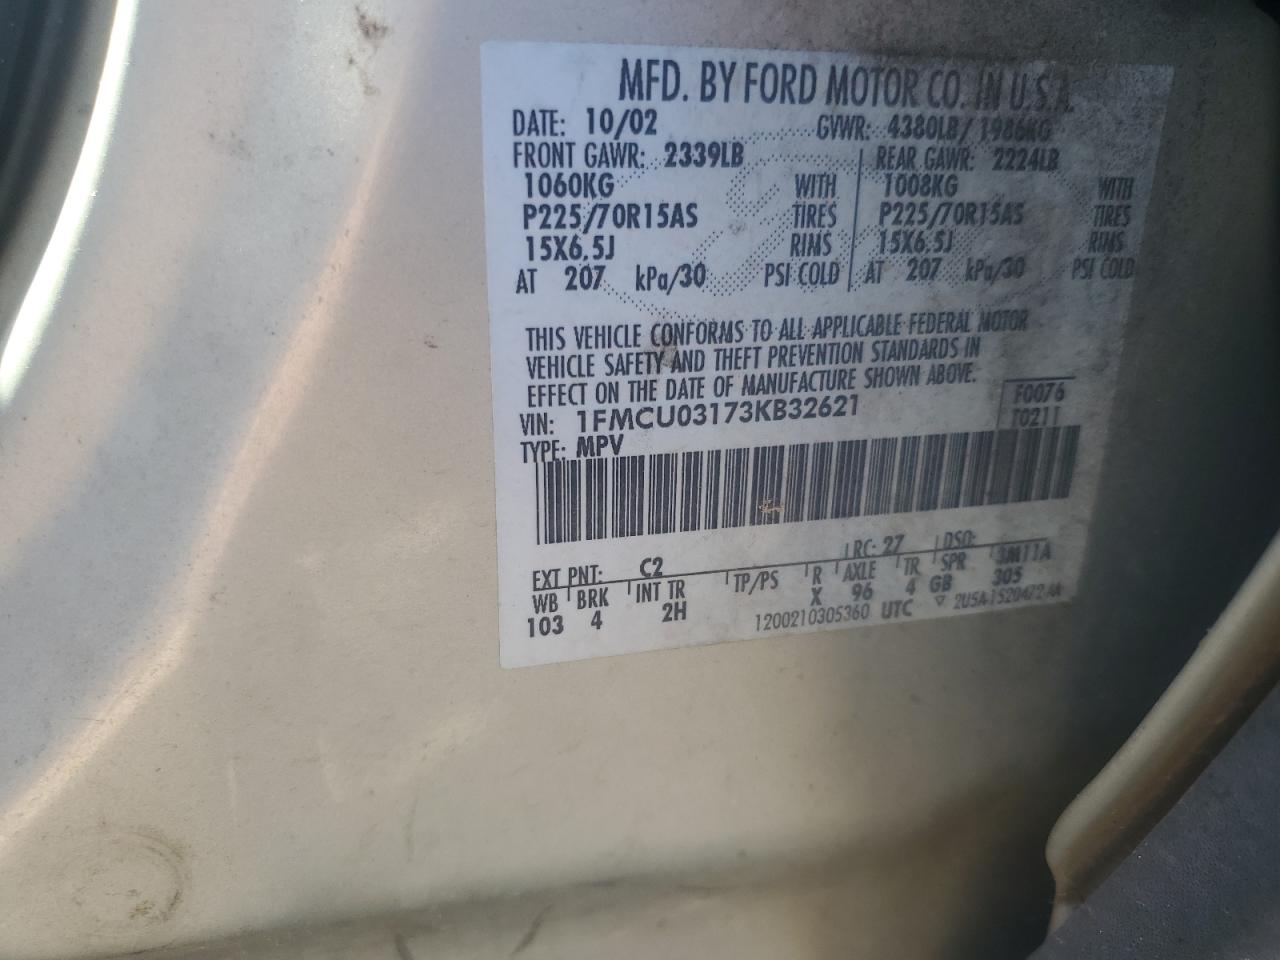 MFD. BY FORD MOTOR CO. IN U.S.A.
DATE: 10/02 GVWR: 4380LB/ 1986KG
FRONT GAWR: 2339LB REAR GAWR: 2224LB
1060KG WITH 1008KG WITH
P225/70R15AS TIRES P225/70R15AS TIRES
15X6.5J RIMS 15X6.5J RIMS
AT 207 kPa/30 PSI COLD AT 207 kPa/30 PSI COLD
THIS VEHICLE CONFORMS TO ALL APPLICABLE FEDERAL MOTOR
VEHICLE SAFETY AND THEFT PREVENTION STANDARDS IN
EFFECT ON THE DATE OF MANUFACTURE SHOWN ABOVE.
VIN: 1FMCU03173KB32621 F0076
TYPE: MPV T0211
EXT PNT: C2 RC: 27 DSO:
WB BRK INT TR TP/PS R AXLE TR SPR 3M11A
103 4 2H X 96 4 GB 305
1200210305360 UTC ▽ 2U5A-1520472-AA